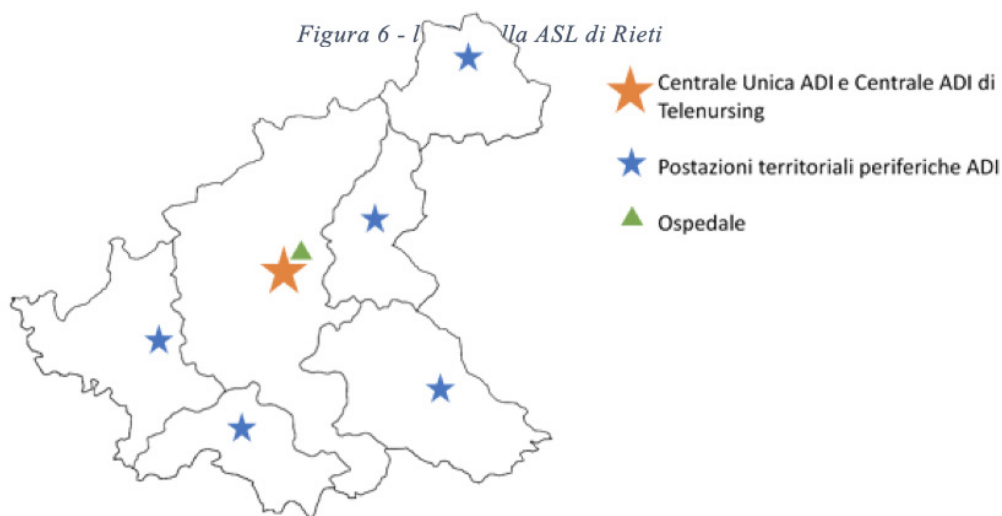 Figura 6 - lla ASL di Rieti
Centrale Unica ADI e Centrale ADI di
Telenursing
Postazioni territoriali periferiche ADI
Ospedale